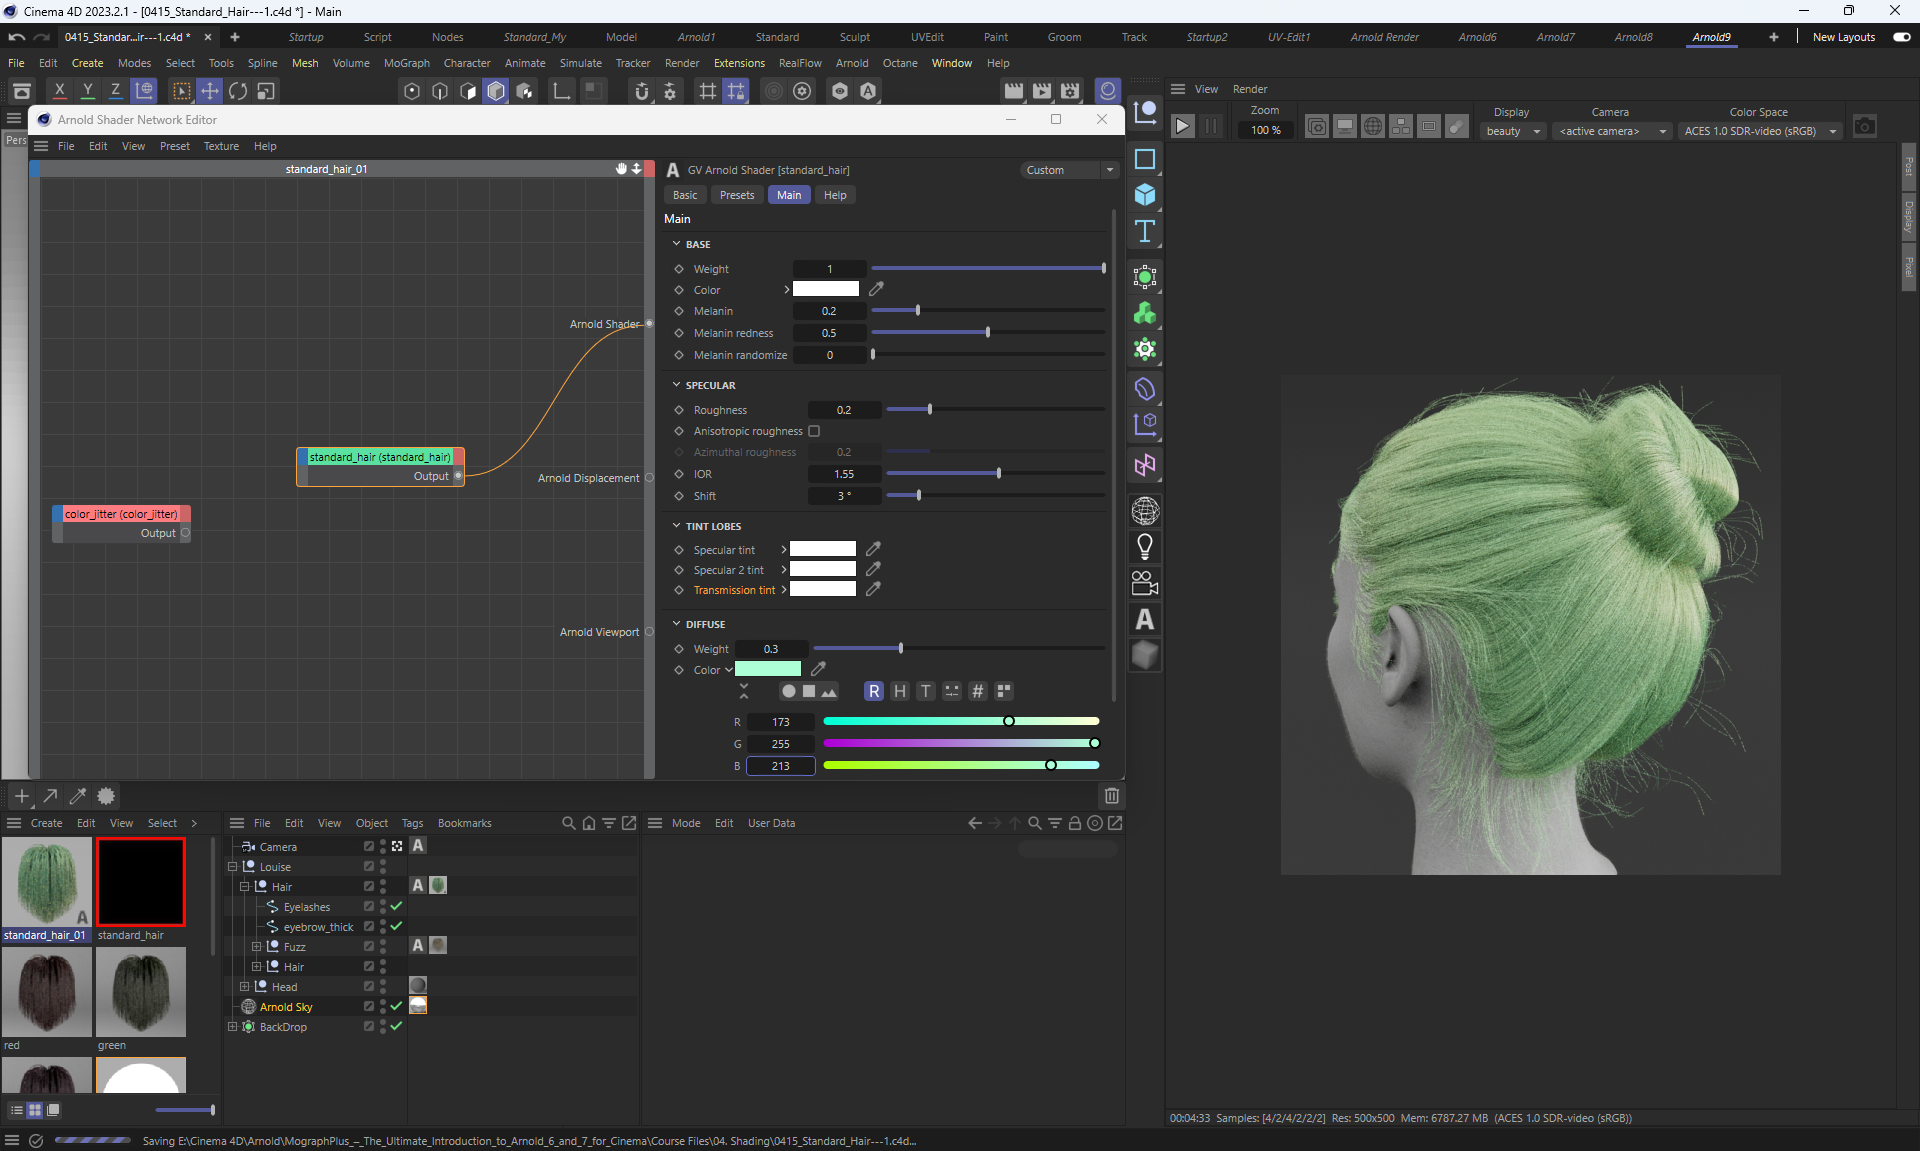 Cinema 4D 2023.2.1 - [0415_Standard_Hair---1.c4d *] - Main
0415_Standar...ir---1.c4d * Startup Script Nodes Standard_My Model Arnold1 Standard Sculpt UVEdit Paint Groom Track Startup2 UV-Edit1 Arnold Render Arnold6 Arnold7 Arnold8 Arnold9 New Layouts
File Edit Create Modes Select Tools Spline Mesh Volume MoGraph Character Animate Simulate Tracker Render Extensions RealFlow Arnold Octane Window Help
X Y Z
View Render
Zoom Display Camera Color Space
100 % beauty <active camera> ACES 1.0 SDR-video (sRGB)
Pers
Arnold Shader Network Editor
File Edit View Preset Texture Help
standard_hair_01
A GV Arnold Shader [standard_hair] Custom
Basic Presets Main Help
Main
BASE
Weight 1
Color
Melanin 0.2
Melanin redness 0.5
Melanin randomize 0
SPECULAR
Roughness 0.2
Anisotropic roughness
Azimuthal roughness 0.2
IOR 1.55
Shift 3 °
TINT LOBES
Specular tint
Specular 2 tint
Transmission tint
DIFFUSE
Weight 0.3
Color
R H T #
R 173
G 255
B 213
Arnold Shader
standard_hair (standard_hair)
Output
Arnold Displacement
color_jitter (color_jitter)
Output
Arnold Viewport
Post
Display
Pixel
Create Edit View Select
standard_hair_01 standard_hair
red green
File Edit View Object Tags Bookmarks
Camera
Louise
Hair
Eyelashes
eyebrow_thick
Fuzz
Hair
Head
Arnold Sky
BackDrop
Mode Edit User Data
00:04:33 Samples: [4/2/4/2/2/2] Res: 500x500 Mem: 6787.27 MB (ACES 1.0 SDR-video (sRGB))
Saving E:\Cinema 4D\Arnold\MographPlus_–_The_Ultimate_Introduction_to_Arnold_6_and_7_for_Cinema\Course Files\04. Shading\0415_Standard_Hair---1.c4d...